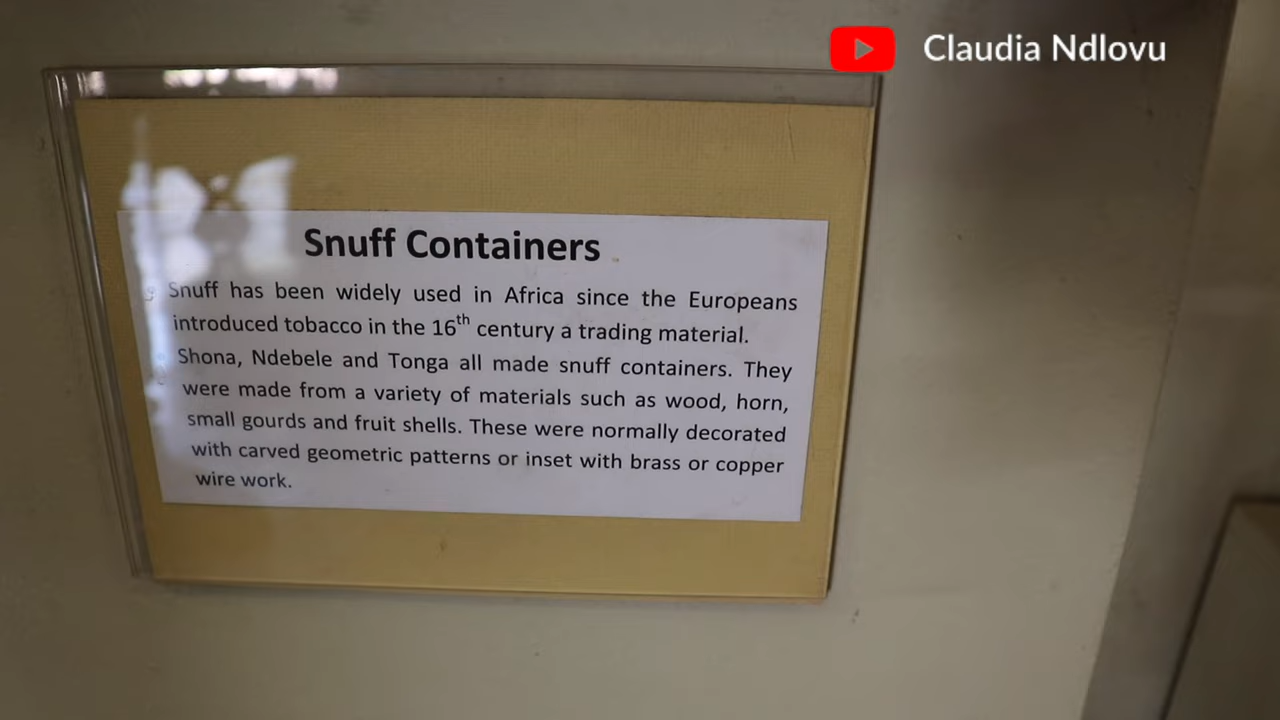 Claudia Ndlovu
Snuff Containers
Snuff has been widely used in Africa since the Europeans
introduced tobacco in the 16th century a trading material.
Shona, Ndebele and Tonga all made snuff containers. They
were made from a variety of materials such as wood, horn,
small gourds and fruit shells. These were normally decorated
with carved geometric patterns or inset with brass or copper
wire work.